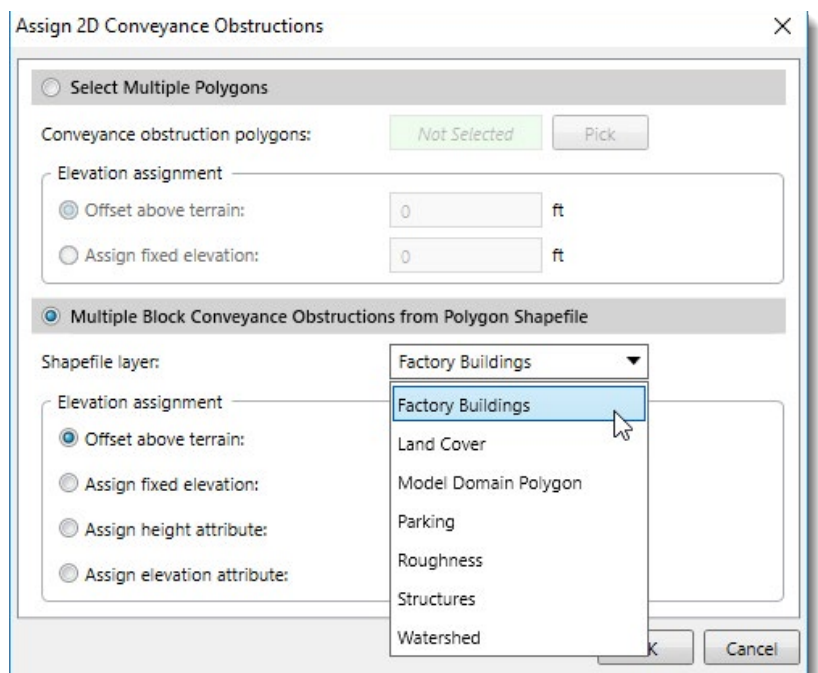 Assign 2D Conveyance Obstructions
Select Multiple Polygons
Conveyance obstruction polygons: Not Selected Pick
Elevation assignment
Offset above terrain: 0 ft
Assign fixed elevation: 0 ft
Multiple Block Conveyance Obstructions from Polygon Shapefile
Shapefile layer: Factory Buildings
Factory Buildings
Elevation assignment
Offset above terrain:
Land Cover
Assign fixed elevation:
Model Domain Polygon
Assign height attribute:
Parking
Roughness
Assign elevation attribute:
Structures
Watershed
K Cancel